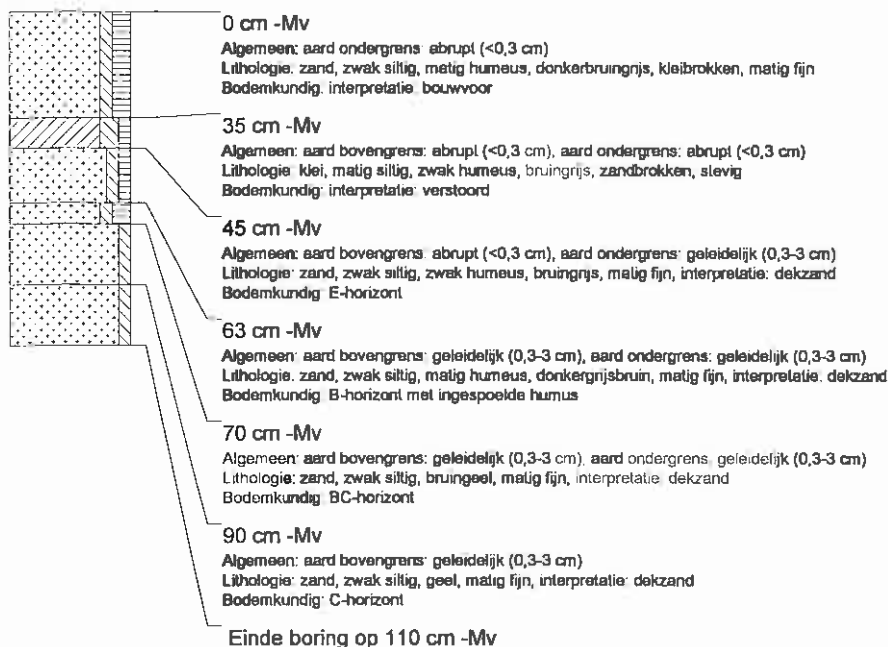 0 cm -Mv
Algemeen: aard ondergrens: abrupt (<0,3 cm)
Lithologie: zand, zwak siltig, matig humeus, donkerbruingrijs, kleibrokken, matig fijn
Bodemkundig: interpretatie: bouwvoor
35 cm -Mv
Algemeen: aard bovengrens: abrupt (<0,3 cm), aard ondergrens: abrupt (<0,3 cm)
Lithologie: klei, matig siltig, zwak humeus, bruingrijs, zandbrokken, stevig
Bodemkundig: interpretatie: verstoord
45 cm -Mv
Algemeen: aard bovengrens: abrupt (<0,3 cm), aard ondergrens: geleidelijk (0,3-3 cm)
Lithologie: zand, zwak siltig, zwak humeus, bruingrijs, matig fijn, interpretatie: dekzand
Bodemkundig: E-horizont
63 cm -Mv
Algemeen: aard bovengrens: geleidelijk (0,3-3 cm), aard ondergrens: geleidelijk (0,3-3 cm)
Lithologie: zand, zwak siltig, matig humeus, donkergrijsbruin, matig fijn, interpretatie: dekzand
Bodemkundig: B-horizont met ingespoelde humus
70 cm -Mv
Algemeen: aard bovengrens: geleidelijk (0,3-3 cm), aard ondergrens: geleidelijk (0,3-3 cm)
Lithologie: zand, zwak siltig, bruingeel, matig fijn, interpretatie: dekzand
Bodemkundig: BC-horizont
90 cm -Mv
Algemeen: aard bovengrens: geleidelijk (0,3-3 cm)
Lithologie: zand, zwak siltig, geel, matig fijn, interpretatie: dekzand
Bodemkundig: C-horizont
Einde boring op 110 cm -Mv